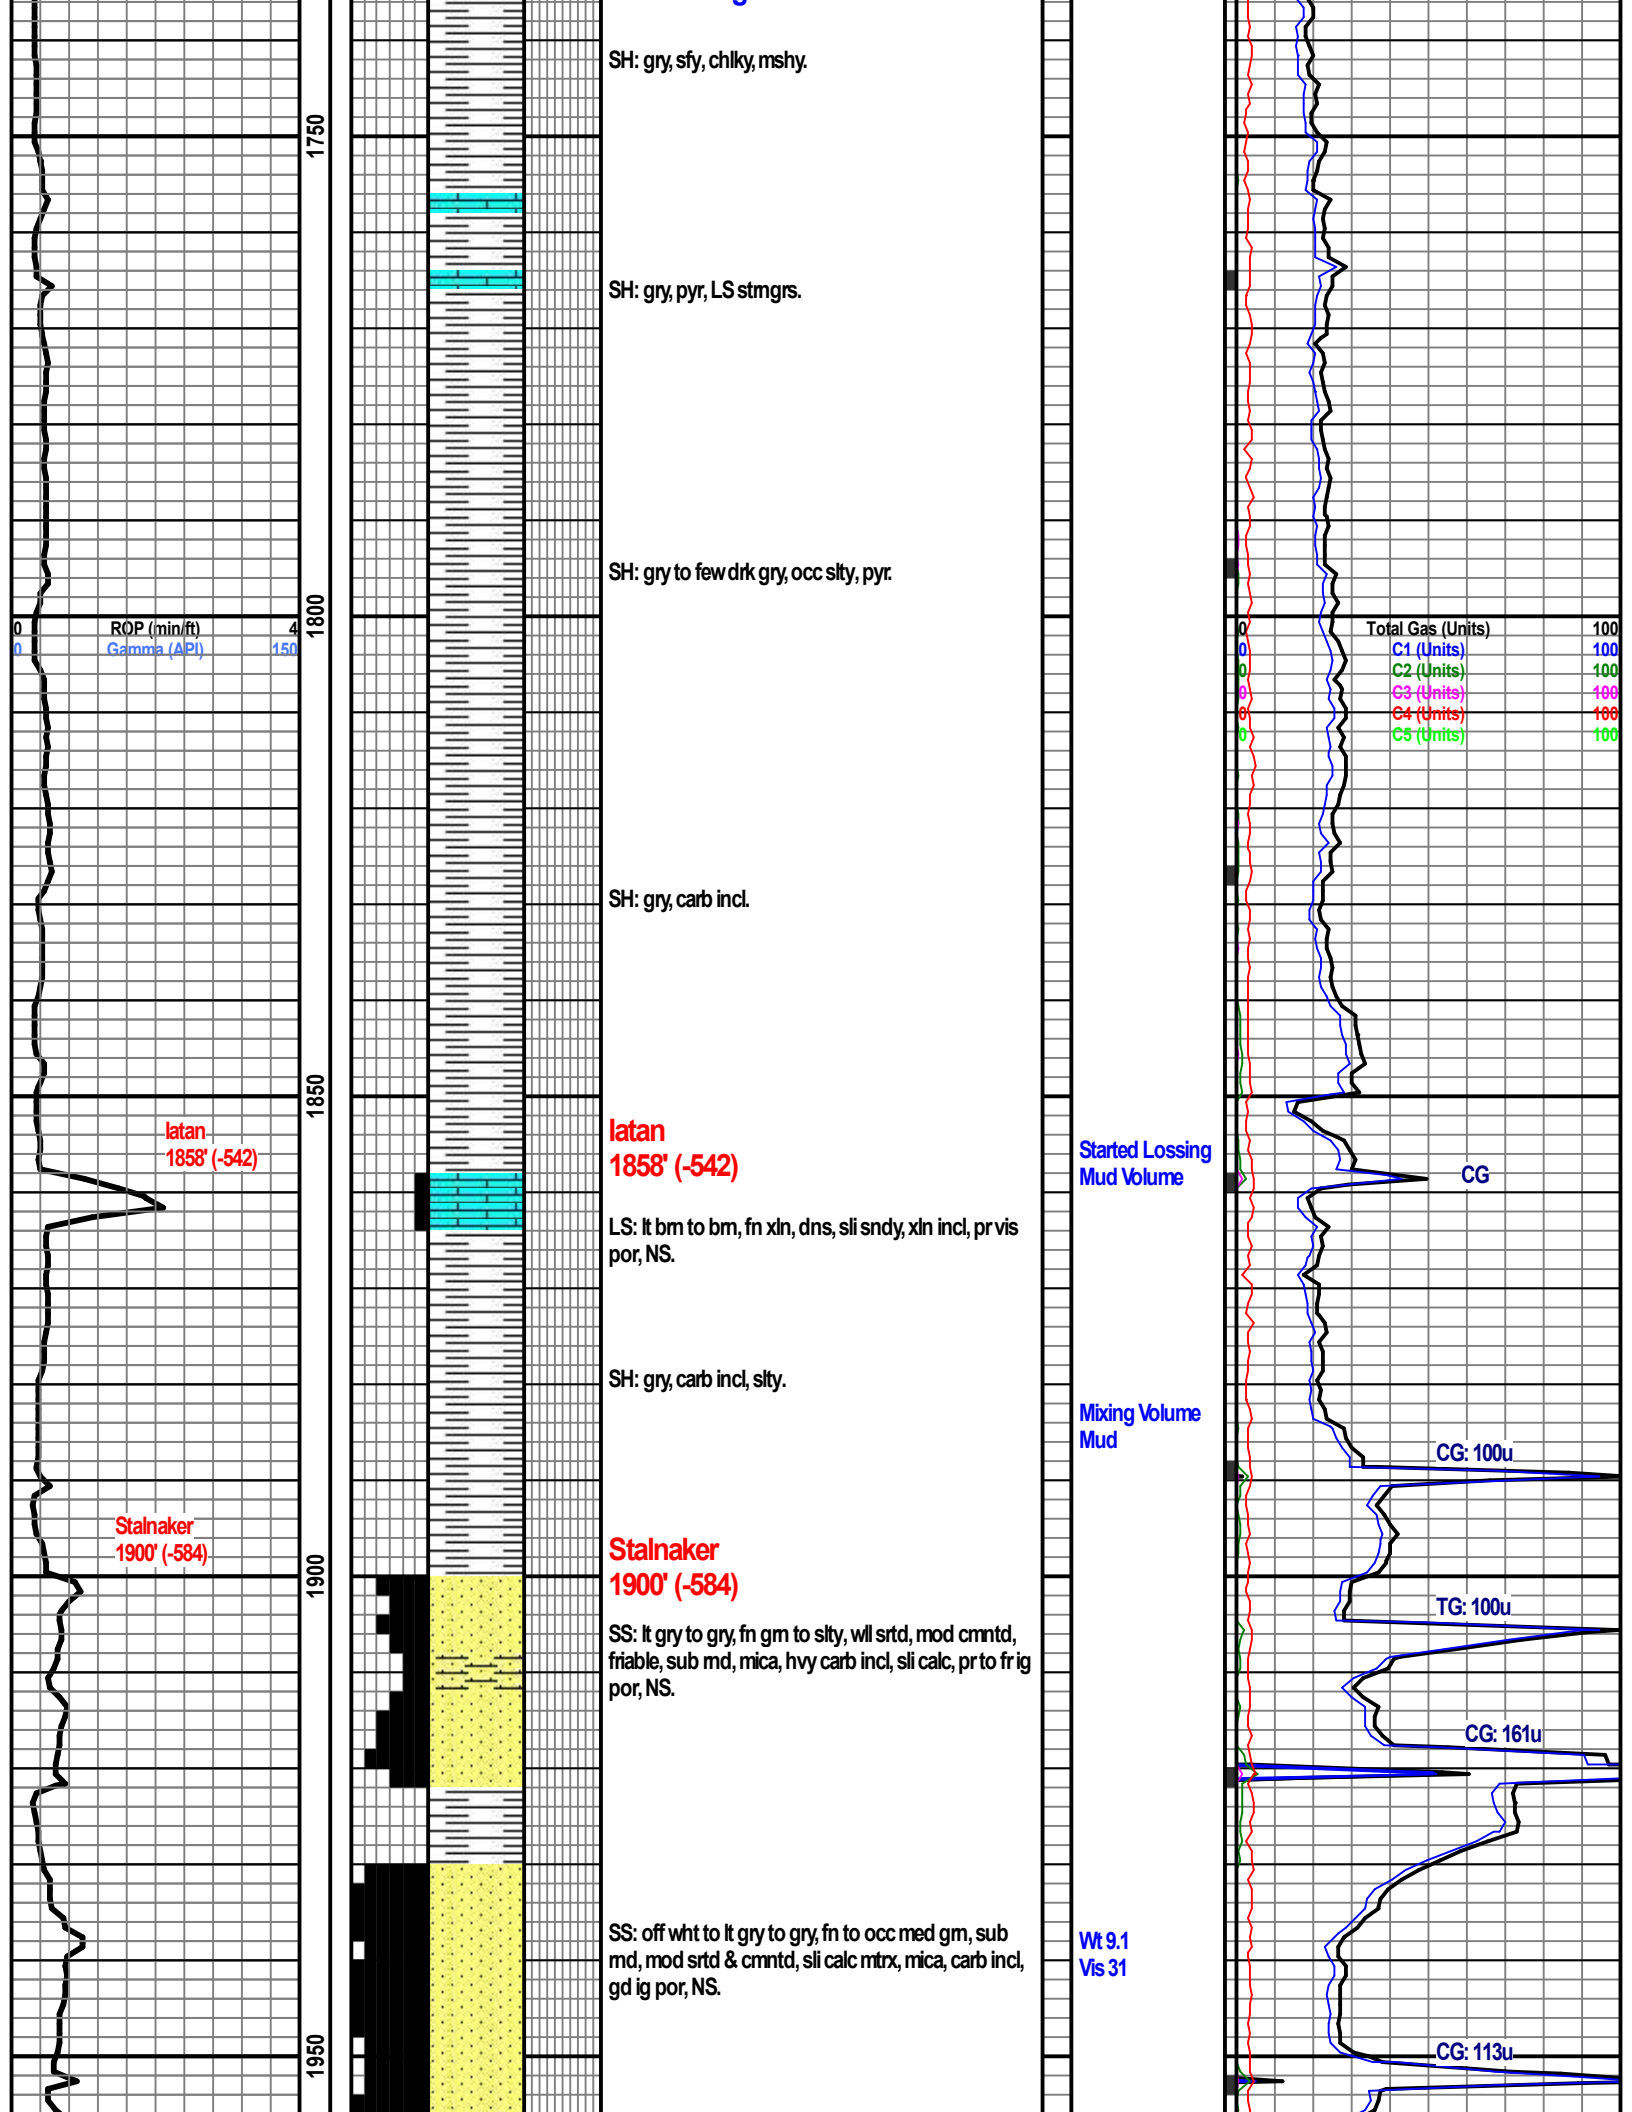 SH: gry, sfy, chlky, mshy.
1750
SH: gry, pyr, LS strngrs.
SH: gry to few drk gry, occ slty, pyr.
1800
0 ROP (min/ft) 4
0 Gamma (API) 150
0 Total Gas (Units) 100
0 C1 (Units) 100
0 C2 (Units) 100
0 C3 (Units) 100
0 C4 (Units) 100
0 C5 (Units) 100
SH: gry, carb incl.
1850
Iatan
1858' (-542)
Iatan
1858' (-542)
Started Lossing
Mud Volume
CG
LS: lt brn to brn, fn xln, dns, sli sndy, xln incl, pr vis
por, NS.
SH: gry, carb incl, slty.
Mixing Volume
Mud
CG: 100u
Stalnaker
1900' (-584)
1900
Stalnaker
1900' (-584)
TG: 100u
SS: lt gry to gry, fn grn to slty, wll srtd, mod cmntd,
friable, sub rnd, mica, hvy carb incl, sli calc, pr to fr ig
por, NS.
CG: 161u
SS: off wht to lt gry to gry, fn to occ med grn, sub
rnd, mod srtd & cmntd, sli calc mtrx, mica, carb incl,
gd ig por, NS.
Wt 9.1
Vis 31
1950
CG: 113u